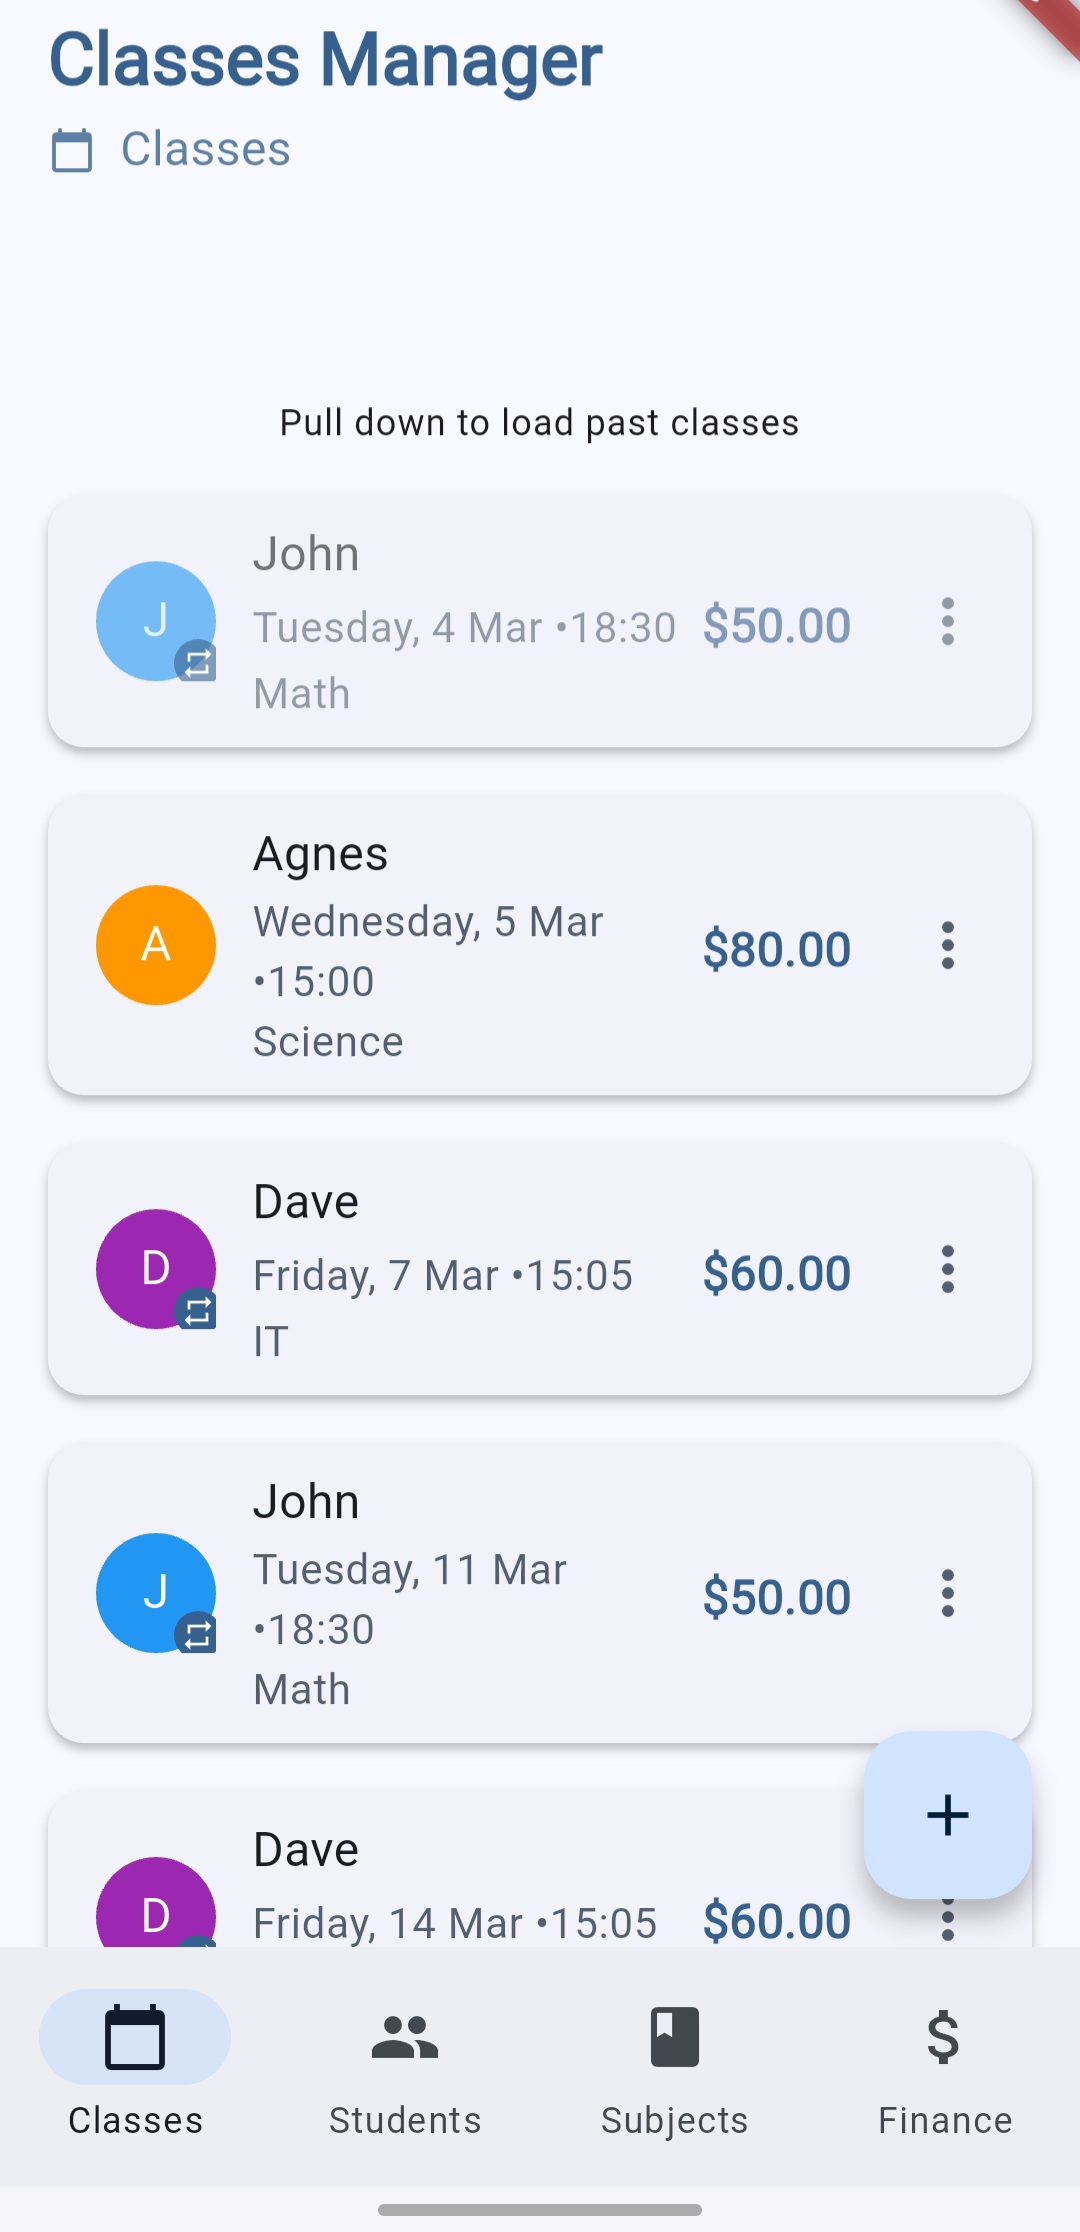 Classes Manager
Classes
Pull down to load past classes
John
J
Tuesday, 4 Mar •18:30
$50.00
Math
Agnes
A
Wednesday, 5 Mar
•15:00
$80.00
Science
Dave
D
Friday, 7 Mar •15:05
$60.00
IT
John
J
Tuesday, 11 Mar
•18:30
$50.00
Math
Dave
D
Friday, 14 Mar •15:05
$60.00
Classes
Students
Subjects
Finance